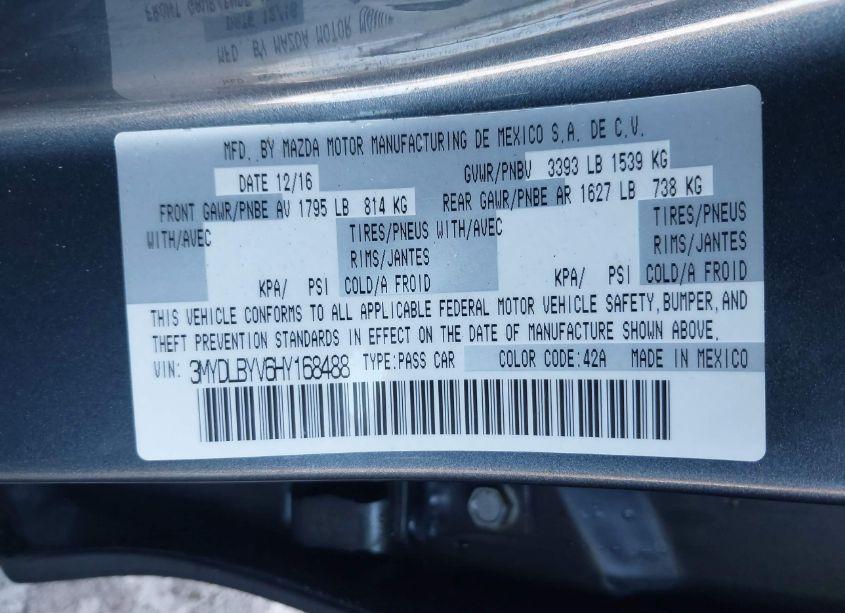 MFD. BY MAZDA MOTOR MANUFACTURING DE MEXICO S.A. DE C.V.
DATE 12/16 GVWR/PNBV 3393 LB 1539 KG
FRONT GAWR/PNBE AV 1795 LB 814 KG REAR GAWR/PNBE AR 1627 LB 738 KG
WITH/AVEC TIRES/PNEUS WITH/AVEC TIRES/PNEUS
RIMS/JANTES RIMS/JANTES
KPA/ PSI COLD/A FROID KPA/ PSI COLD/A FROID
THIS VEHICLE CONFORMS TO ALL APPLICABLE FEDERAL MOTOR VEHICLE SAFETY, BUMPER, AND
THEFT PREVENTION STANDARDS IN EFFECT ON THE DATE OF MANUFACTURE SHOWN ABOVE.
VIN: 3MYDLBYV6HY168488 TYPE:PASS CAR COLOR CODE:42A MADE IN MEXICO